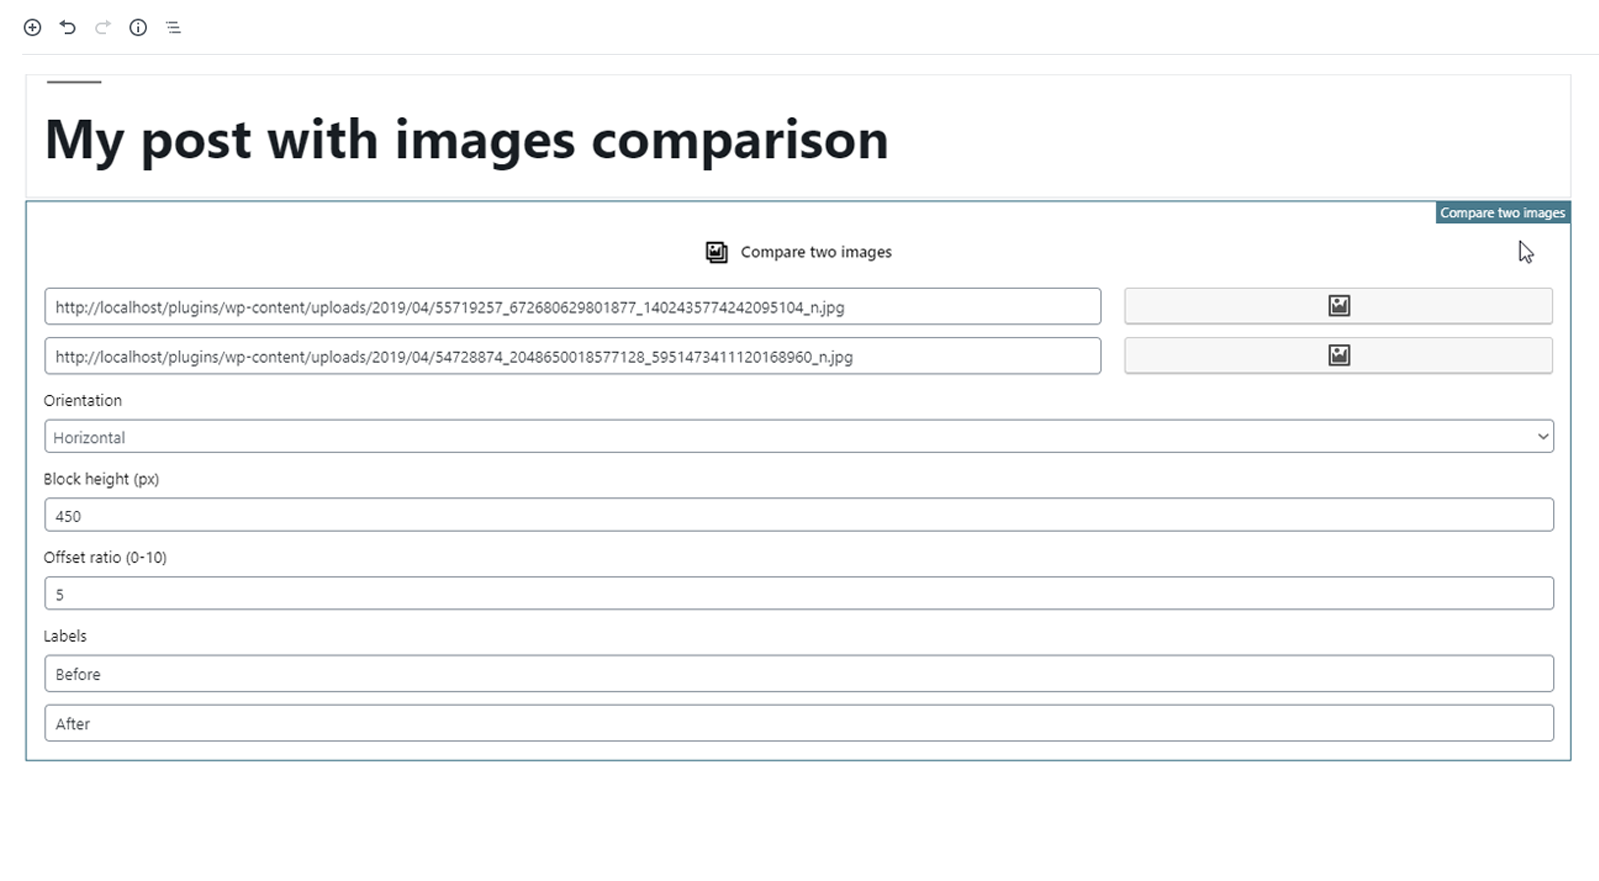 My post with images comparison
Compare two images
Compare two images
http://localhost/plugins/wp-content/uploads/2019/04/55719257_672680629801877_1402435774242095104_n.jpg
http://localhost/plugins/wp-content/uploads/2019/04/54728874_2048650018577128_5951473411120168960_n.jpg
Orientation
Horizontal
Block height (px)
450
Offset ratio (0-10)
5
Labels
Before
After